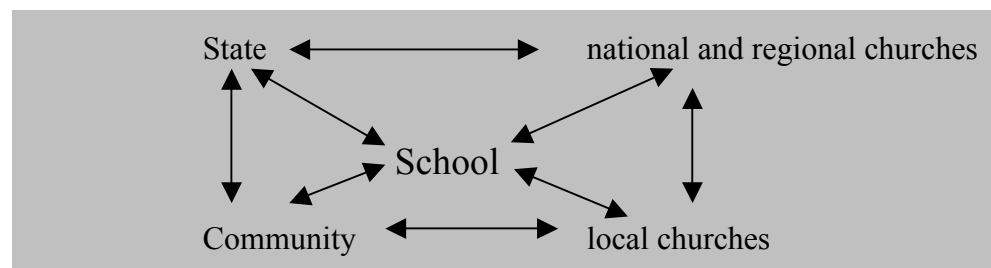 State
national and regional churches
School
Community
local churches